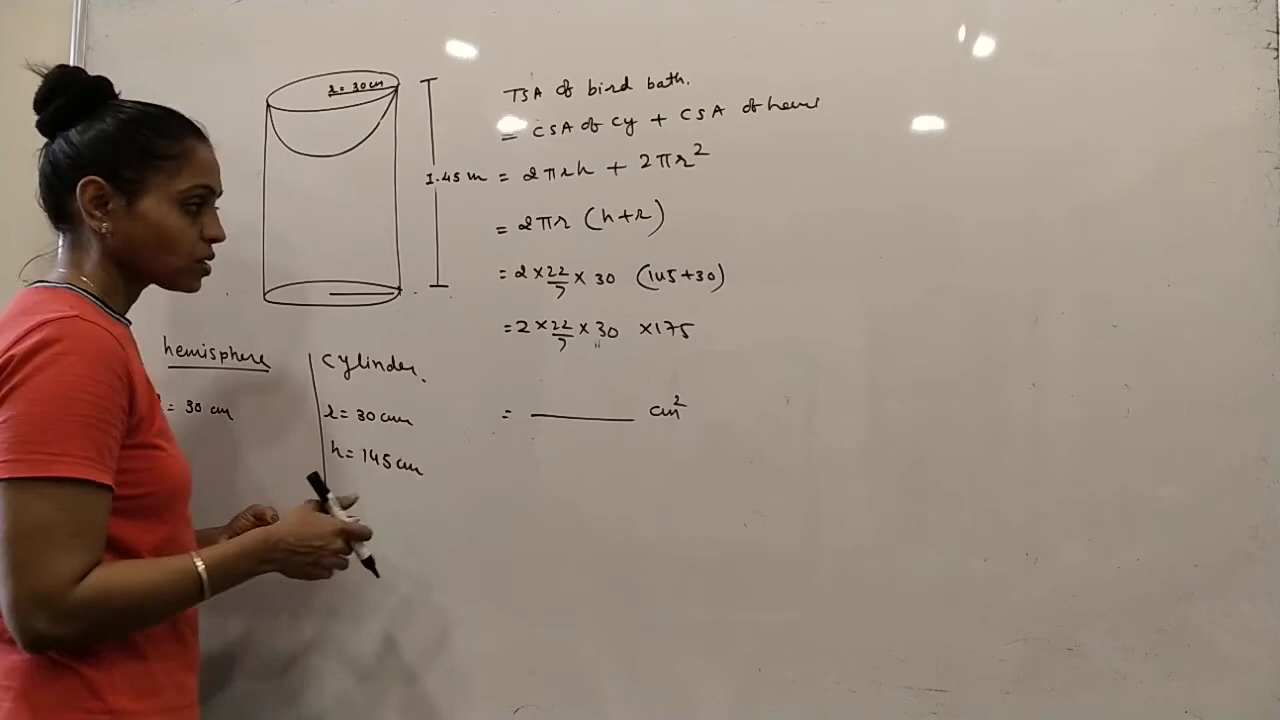 r = 30 cm
1.45 m
TSA of bird bath.
= CSA of cy + CSA of hemi
= 2πrh + 2πr²
= 2πr (h+r)
= 2 × 22/7 × 30 (145+30)
= 2 × 22/7 × 30 × 175
= ______ cm²
hemisphere
= 30 cm
Cylinder.
r = 30 cm
h = 145 cm